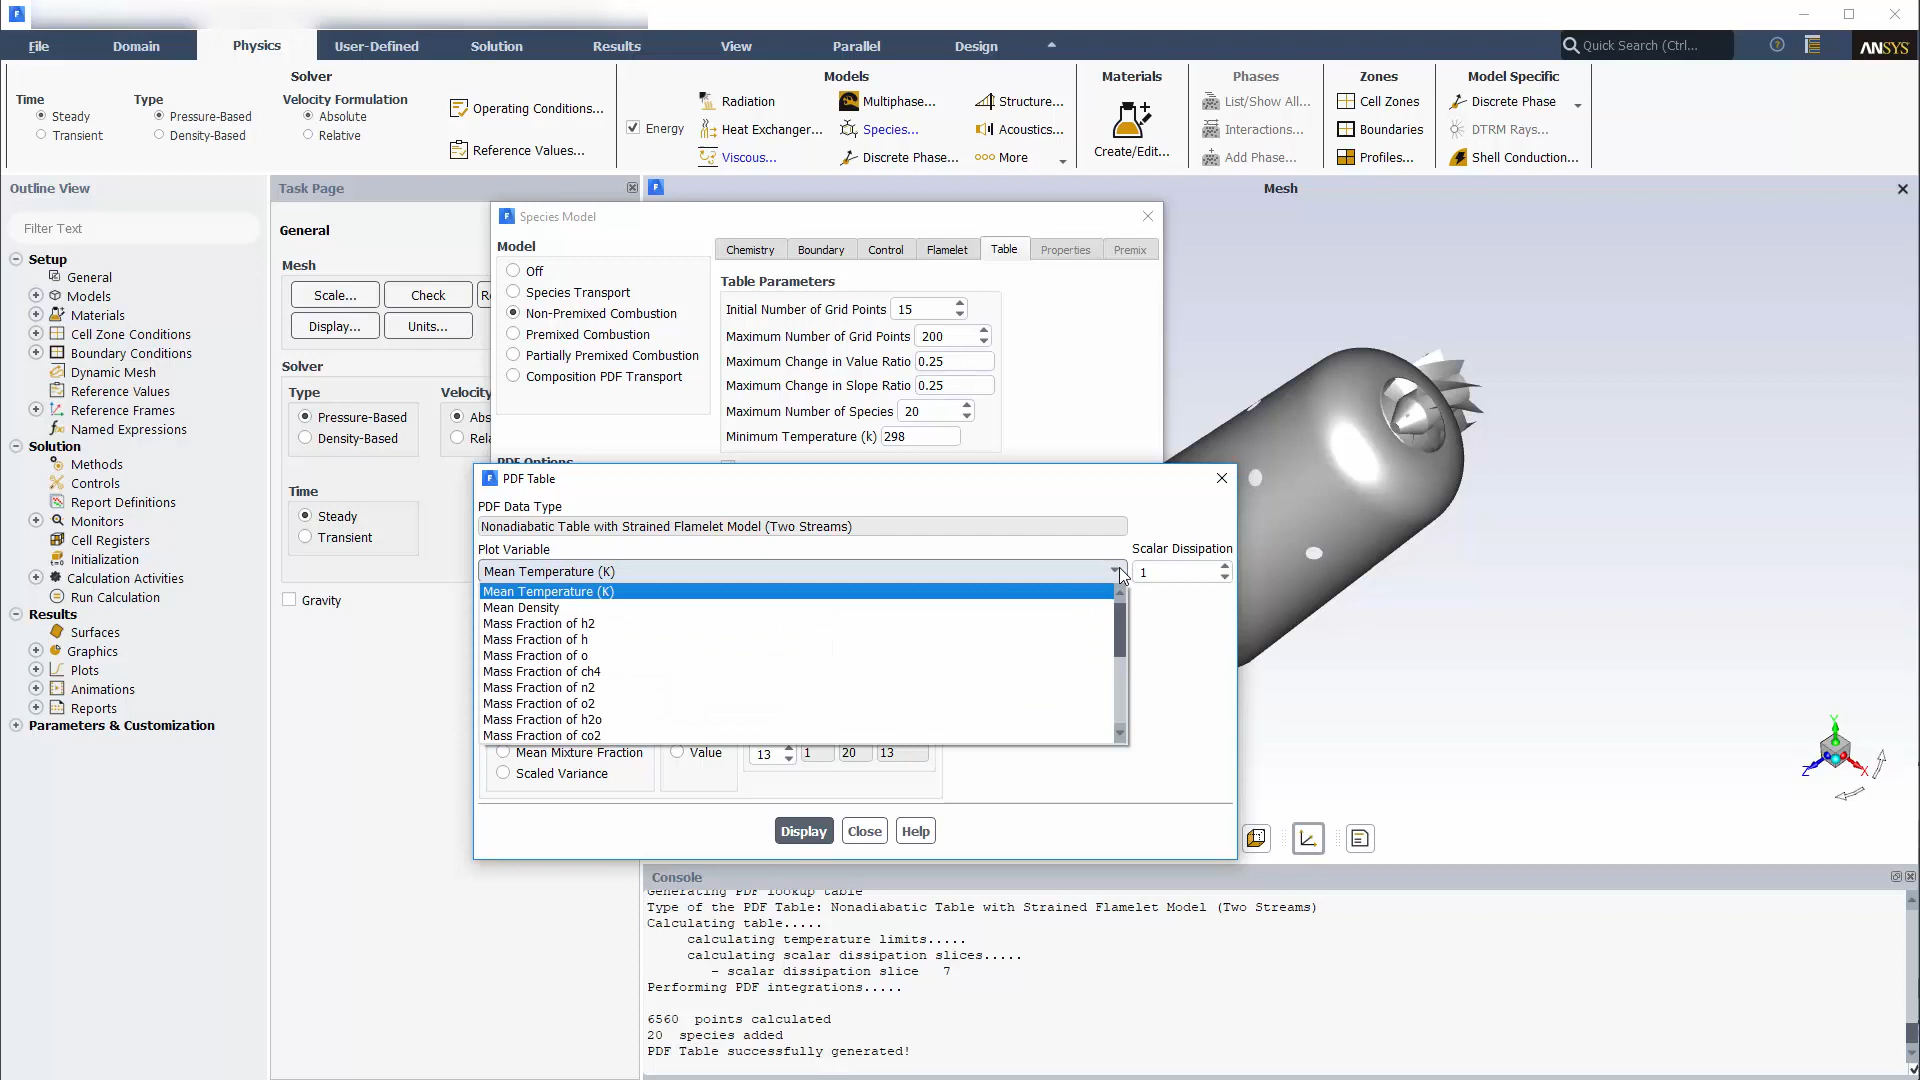 File
Domain
Physics
User-Defined
Solution
Results
View
Parallel
Design
Quick Search (Ctrl...
ANSYS
Solver
Time
Steady
Transient
Type
Pressure-Based
Density-Based
Velocity Formulation
Absolute
Relative
Operating Conditions...
Reference Values...
Models
Energy
Radiation
Heat Exchanger...
Viscous...
Multiphase...
Species...
Discrete Phase...
Structure...
Acoustics...
More
Materials
Create/Edit...
Phases
List/Show All...
Interactions...
Add Phase...
Zones
Cell Zones
Boundaries
Profiles...
Model Specific
Discrete Phase
DTRM Rays...
Shell Conduction...
Outline View
Filter Text
Setup
General
Models
Materials
Cell Zone Conditions
Boundary Conditions
Dynamic Mesh
Reference Values
Reference Frames
Named Expressions
Solution
Methods
Controls
Report Definitions
Monitors
Cell Registers
Initialization
Calculation Activities
Run Calculation
Results
Surfaces
Graphics
Plots
Animations
Reports
Parameters & Customization
Task Page
General
Mesh
Scale...
Check
Display...
Units...
Solver
Type
Velocity
Pressure-Based
Density-Based
Abs
Rela
Time
Steady
Transient
Gravity
Mesh
Species Model
Model
Off
Species Transport
Non-Premixed Combustion
Premixed Combustion
Partially Premixed Combustion
Composition PDF Transport
PDF Options
Chemistry
Boundary
Control
Flamelet
Table
Properties
Premix
Table Parameters
Initial Number of Grid Points 15
Maximum Number of Grid Points 200
Maximum Change in Value Ratio 0.25
Maximum Change in Slope Ratio 0.25
Maximum Number of Species 20
Minimum Temperature (k) 298
PDF Table
PDF Data Type
Nonadiabatic Table with Strained Flamelet Model (Two Streams)
Plot Variable
Scalar Dissipation
Mean Temperature (K)
1
Mean Temperature (K)
Mean Density
Mass Fraction of h2
Mass Fraction of h
Mass Fraction of o
Mass Fraction of ch4
Mass Fraction of n2
Mass Fraction of o2
Mass Fraction of h2o
Mass Fraction of co2
Mean Mixture Fraction
Value
13
1
20
13
Scaled Variance
Display
Close
Help
Y
X
Z
Console
Generating PDF lookup table
Type of the PDF Table: Nonadiabatic Table with Strained Flamelet Model (Two Streams)
Calculating table.....
calculating temperature limits.....
calculating scalar dissipation slices.....
- scalar dissipation slice 7
Performing PDF integrations.....
6560 points calculated
20 species added
PDF Table successfully generated!